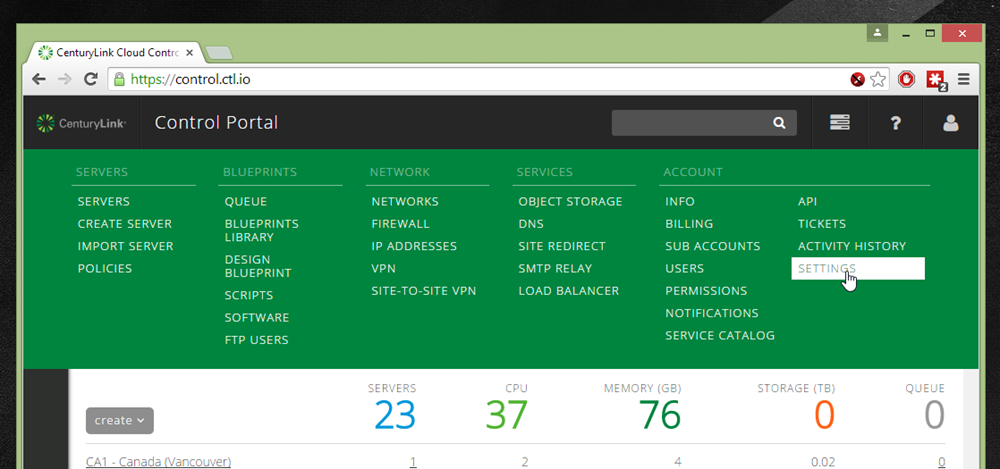 CenturyLink Cloud Contro
https://control.ctl.io
2
CenturyLink
Control Portal
?
SERVERS
SERVERS
CREATE SERVER
IMPORT SERVER
POLICIES
BLUEPRINTS
QUEUE
BLUEPRINTS
LIBRARY
DESIGN
BLUEPRINT
SCRIPTS
SOFTWARE
FTP USERS
NETWORK
NETWORKS
FIREWALL
IP ADDRESSES
VPN
SITE-TO-SITE VPN
SERVICES
OBJECT STORAGE
DNS
SITE REDIRECT
SMTP RELAY
LOAD BALANCER
ACCOUNT
INFO
BILLING
SUB ACCOUNTS
USERS
PERMISSIONS
NOTIFICATIONS
SERVICE CATALOG
API
TICKETS
ACTIVITY HISTORY
SETTINGS
create
SERVERS CPU MEMORY (GB) STORAGE (TB) QUEUE
23 37 76 0 0
CA1 - Canada (Vancouver) 1 2 4 0.02 0